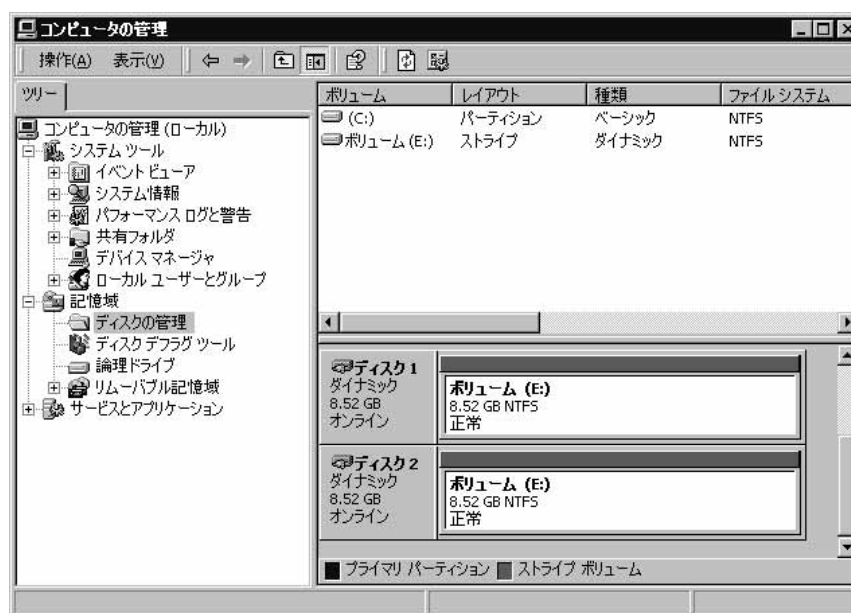 コンピュータの管理
操作(A) 表示(V)
ツリー
コンピュータの管理 (ローカル)
システム ツール
イベント ビューア
システム情報
パフォーマンス ログと警告
共有フォルダ
デバイス マネージャ
ローカル ユーザーとグループ
記憶域
ディスクの管理
ディスク デフラグ ツール
論理ドライブ
リムーバブル記憶域
サービスとアプリケーション
ボリューム レイアウト 種類 ファイル システム
(C:) パーティション ベーシック NTFS
ボリューム (E:) ストライプ ダイナミック NTFS
ディスク 1
ダイナミック
8.52 GB
オンライン
ボリューム (E:)
8.52 GB NTFS
正常
ディスク 2
ダイナミック
8.52 GB
オンライン
ボリューム (E:)
8.52 GB NTFS
正常
プライマリ パーティション ストライプ ボリューム